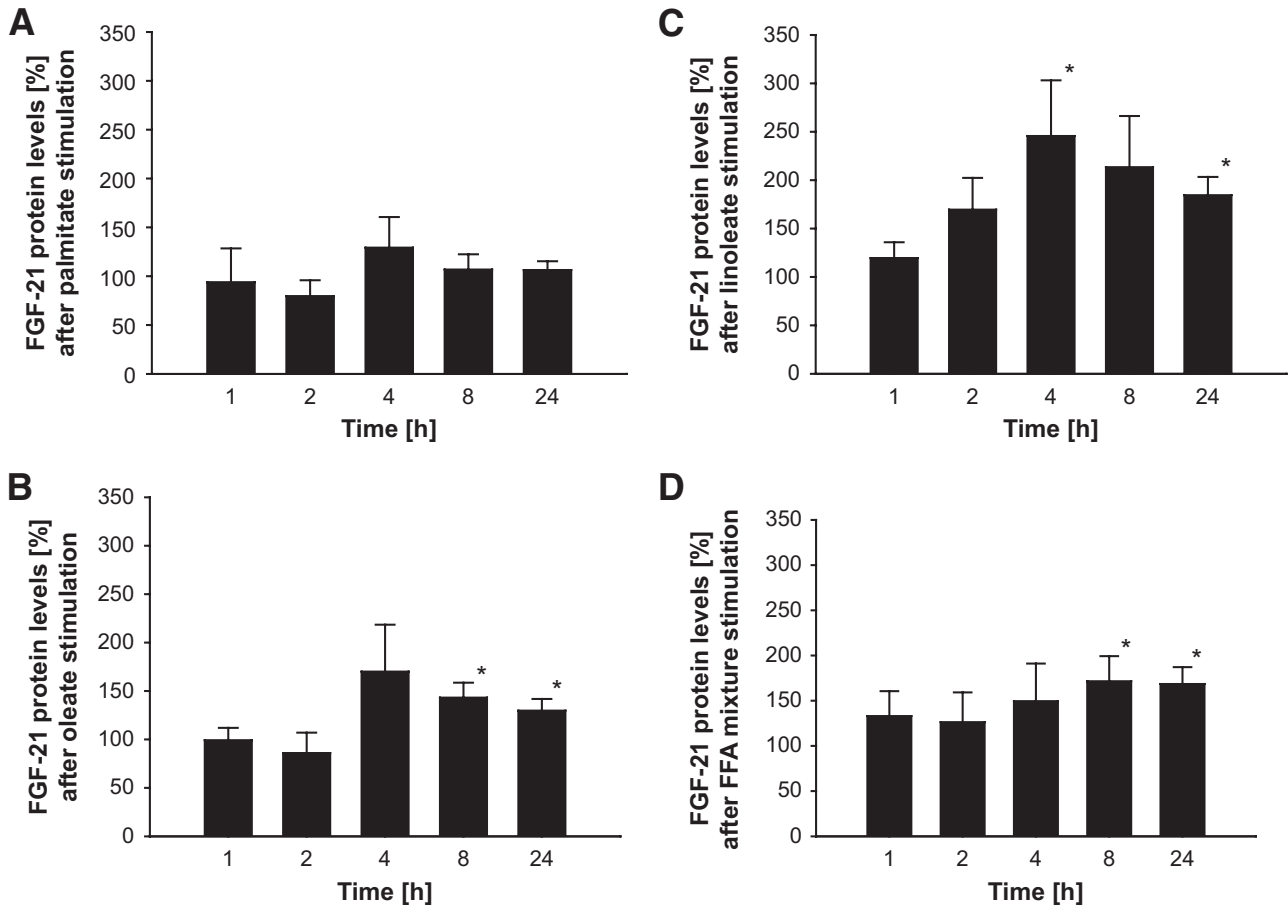 A
FGF-21 protein levels [%]
after palmitate stimulation
350
300
250
200
150
100
50
0
1 2 4 8 24
Time [h]
B
FGF-21 protein levels [%]
after oleate stimulation
350
300
250
200
150
100
50
0
* *
1 2 4 8 24
Time [h]
C
FGF-21 protein levels [%]
after linoleate stimulation
350
300
250
200
150
100
50
0
* *
1 2 4 8 24
Time [h]
D
FGF-21 protein levels [%]
after FFA mixture stimulation
350
300
250
200
150
100
50
0
* *
1 2 4 8 24
Time [h]